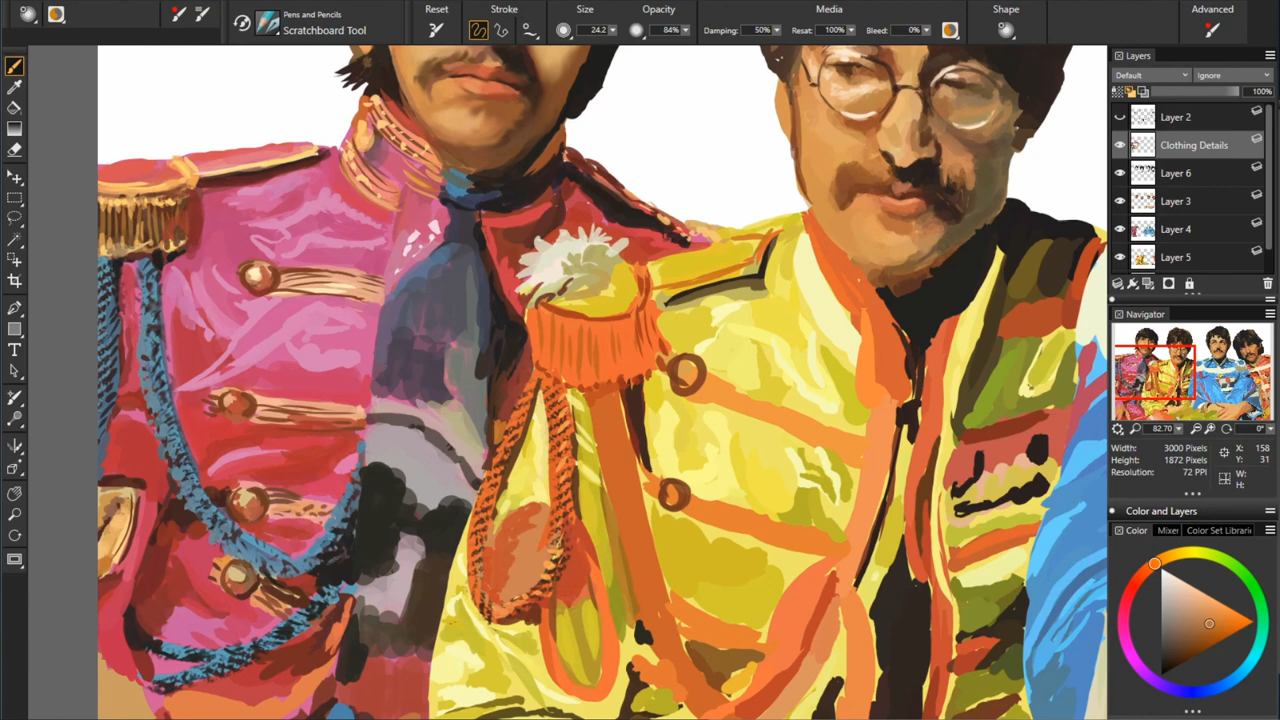 Pens and Pencils
Scratchboard Tool
Reset
Stroke
Size
24.2
Opacity
84%
Media
Damping: 50%
Reset: 100%
Bleed: 0%
Shape
Advanced
Layers
Default
Ignore
100%
Layer 2
Clothing Details
Layer 6
Layer 3
Layer 4
Layer 5
Navigator
82.70
0°
Width: 3000 Pixels
Height: 1872 Pixels
Resolution: 72 PPI
X: 158
Y: 31
W:
H:
Color and Layers
Color
Mixer
Color Set Librari